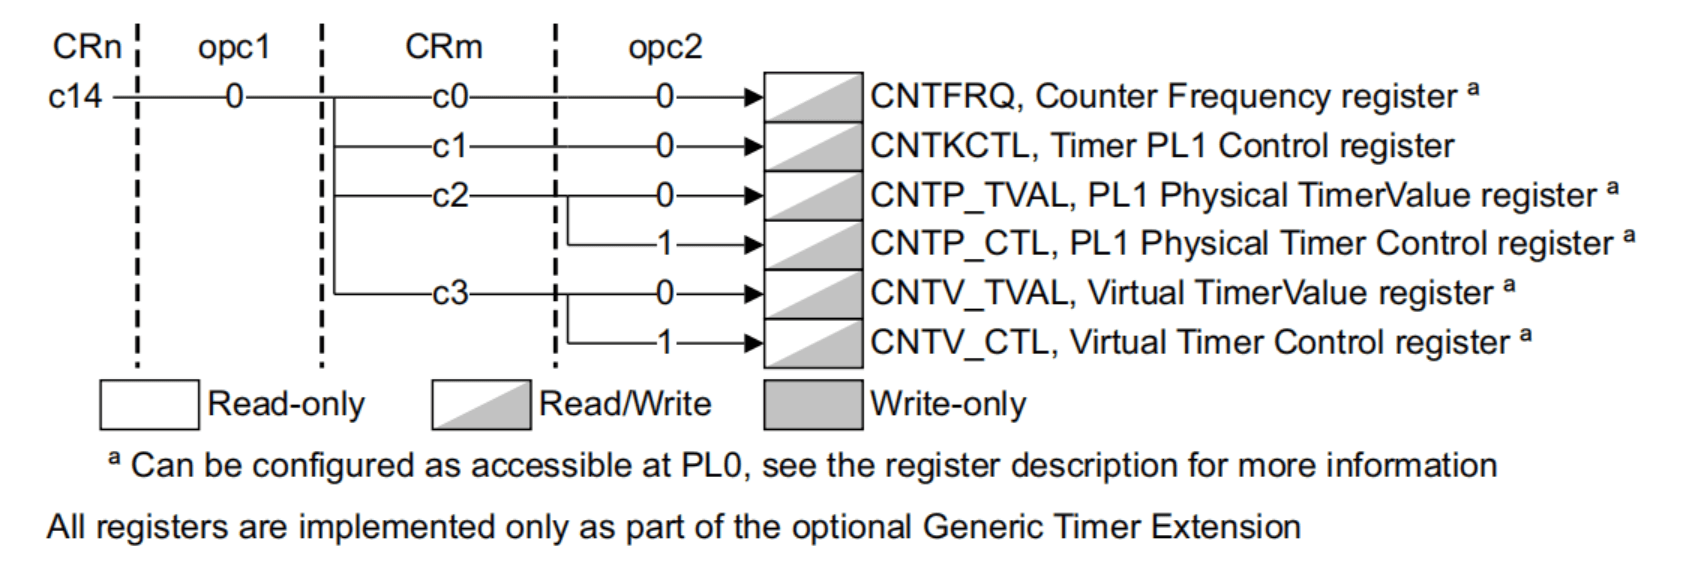 CRn opc1 CRm opc2
c14 0 c0 0 CNTFRQ, Counter Frequency register a
c1 0 CNTKCTL, Timer PL1 Control register
c2 0 CNTP_TVAL, PL1 Physical TimerValue register a
1 CNTP_CTL, PL1 Physical Timer Control register a
c3 0 CNTV_TVAL, Virtual TimerValue register a
1 CNTV_CTL, Virtual Timer Control register a
Read-only Read/Write Write-only
a Can be configured as accessible at PL0, see the register description for more information
All registers are implemented only as part of the optional Generic Timer Extension